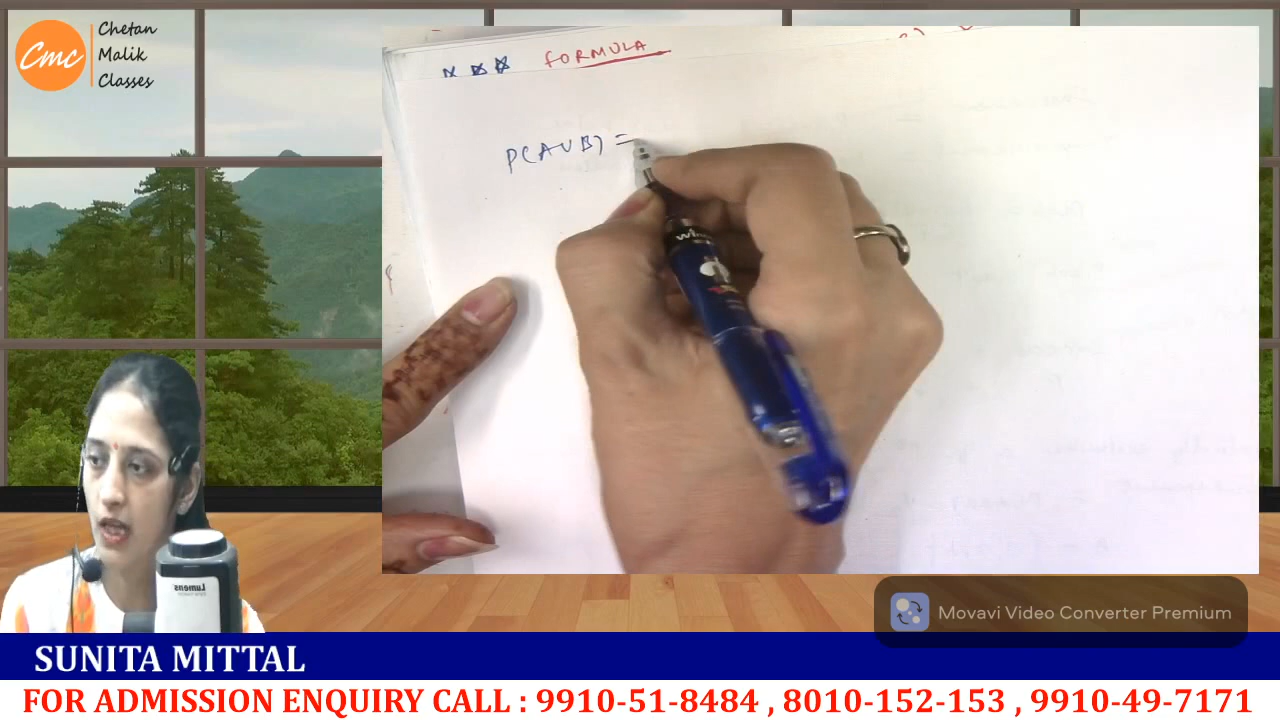 Chetan
Malik
Classes
cmc
*** FORMULA
P(A∪B) =
Movavi Video Converter Premium
SUNITA MITTAL
FOR ADMISSION ENQUIRY CALL : 9910-51-8484 , 8010-152-153 , 9910-49-7171